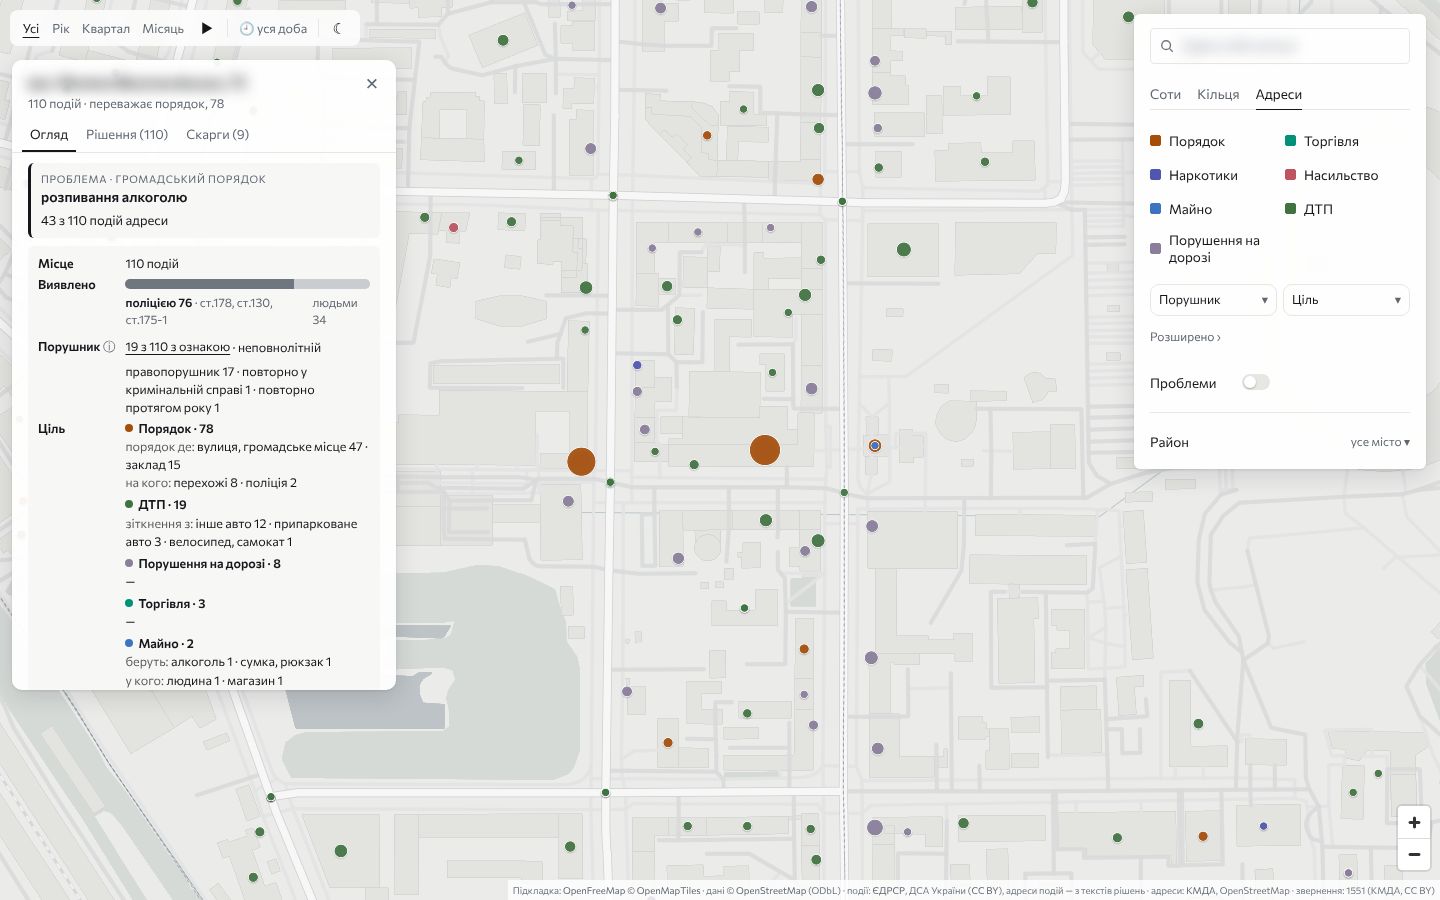 Усі Рік Квартал Місяць ▶ 🕘 уся доба ☾
110 подій · переважає порядок, 78
Огляд Рішення (110) Скарги (9)
ПРОБЛЕМА · ГРОМАДСЬКИЙ ПОРЯДОК
розпивання алкоголю
43 з 110 подій адреси
Місце 110 подій
Виявлено
поліцією 76 · ст.178, ст.130, людьми
ст.175-1 34
Порушник ⓘ 19 з 110 з ознакою · неповнолітній
правопорушник 17 · повторно у
кримінальній справі 1 · повторно
протягом року 1
Ціль Порядок · 78
порядок де: вулиця, громадське місце 47 ·
заклад 15
на кого: перехожі 8 · поліція 2
ДТП · 19
зіткнення з: інше авто 12 · припарковане
авто 3 · велосипед, самокат 1
Порушення на дорозі · 8
—
Торгівля · 3
—
Майно · 2
беруть: алкоголь 1 · сумка, рюкзак 1
у кого: людина 1 · магазин 1
Соти Кільця Адреси
Порядок Торгівля
Наркотики Насильство
Майно ДТП
Порушення на
дорозі
Порушник ▾ Ціль ▾
Розширено ›
Проблеми
Район усе місто ▾
+
−
Підкладка: OpenFreeMap © OpenMapTiles · дані © OpenStreetMap (ODbL) · події: ЄДРСР, ДСА України (CC BY), адреси подій — з текстів рішень · адреси: КМДА, OpenStreetMap · звернення: 1551 (КМДА, CC BY)